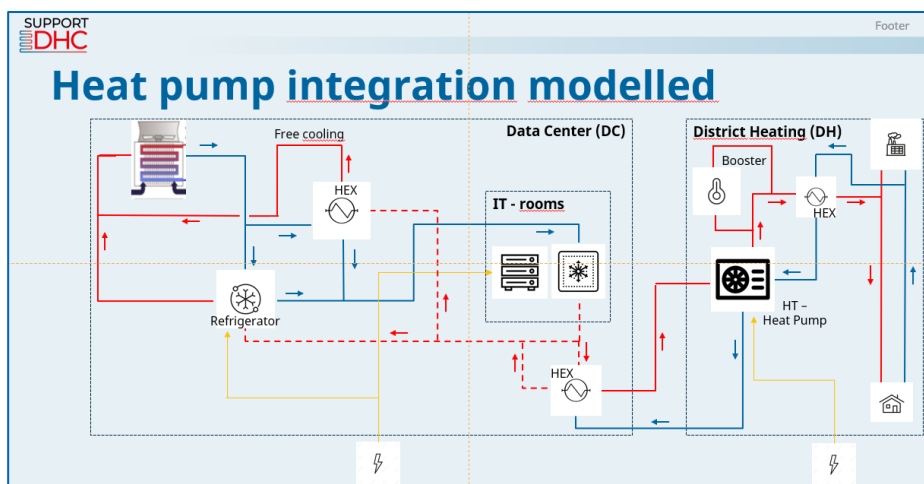 SUPPORT
DHC
Footer
Heat pump integration modelled
Free cooling
Data Center (DC)
District Heating (DH)
Booster
HEX
HEX
IT - rooms
Refrigerator
HT –
Heat Pump
HEX